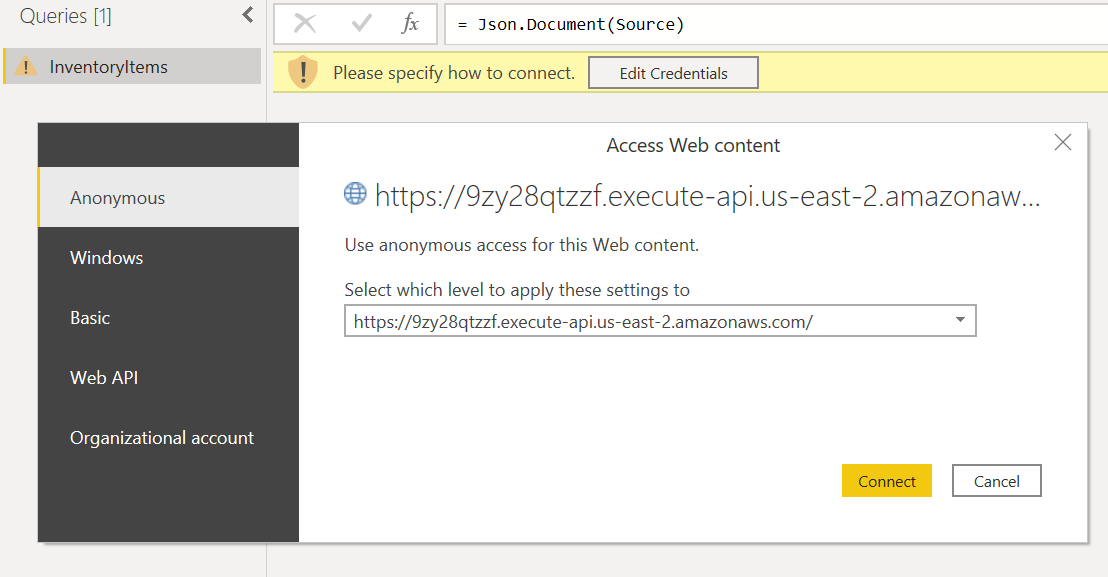 Queries [1]
fx
= Json.Document(Source)
InventoryItems
Please specify how to connect.
Edit Credentials
Access Web content
Anonymous
Windows
Basic
Web API
Organizational account
https://9zy28qtzzf.execute-api.us-east-2.amazonaw...
Use anonymous access for this Web content.
Select which level to apply these settings to
https://9zy28qtzzf.execute-api.us-east-2.amazonaws.com/
Connect
Cancel